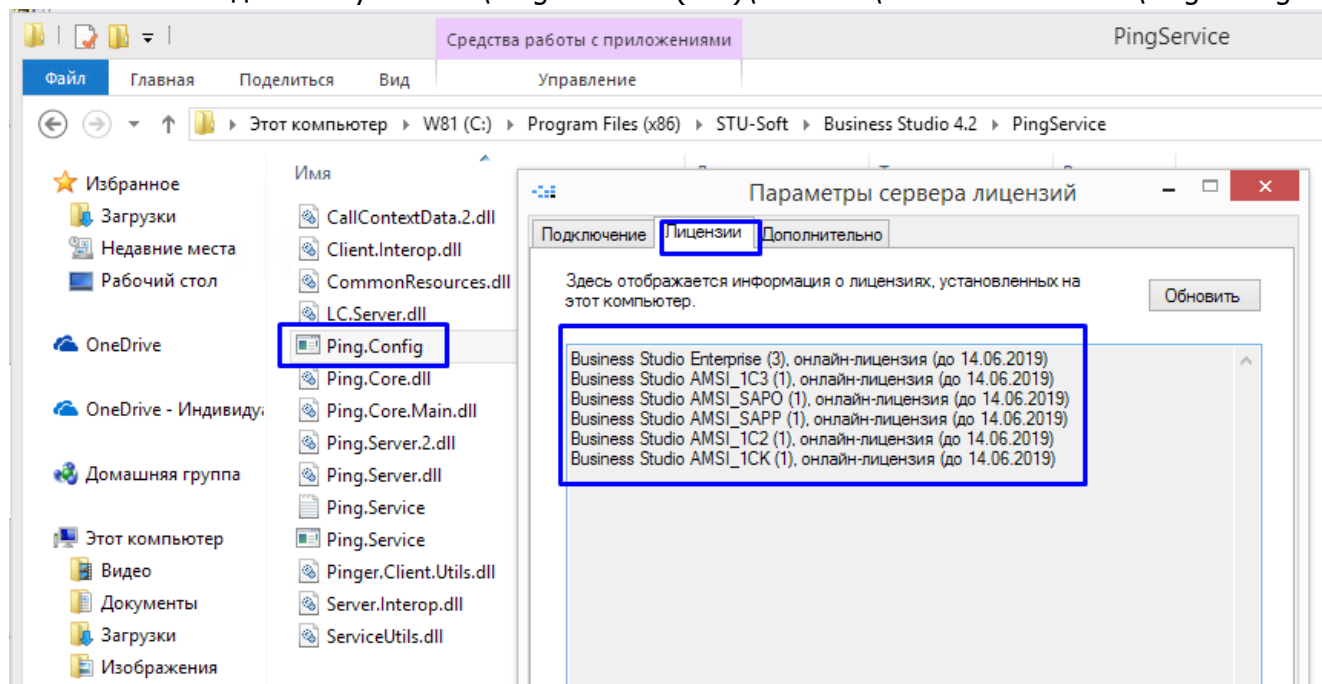 Средства работы с приложениями
PingService
Файл Главная Поделиться Вид Управление
Этот компьютер W81 (C:) Program Files (x86) STU-Soft Business Studio 4.2 PingService
Избранное
Загрузки
Недавние места
Рабочий стол
OneDrive
OneDrive - Индивиду
Домашняя группа
Этот компьютер
Видео
Документы
Загрузки
Изображения
Имя
CallContextData.2.dll
Client.Interop.dll
CommonResources.dll
LC.Server.dll
Ping.Config
Ping.Core.dll
Ping.Core.Main.dll
Ping.Server.2.dll
Ping.Server.dll
Ping.Service
Ping.Service
Pinger.Client.Utils.dll
Server.Interop.dll
ServiceUtils.dll
Параметры сервера лицензий
Подключение Лицензии Дополнительно
Здесь отображается информация о лицензиях, установленных на
этот компьютер.
Обновить
Business Studio Enterprise (3), онлайн-лицензия (до 14.06.2019)
Business Studio AMSI_1C3 (1), онлайн-лицензия (до 14.06.2019)
Business Studio AMSI_SAPO (1), онлайн-лицензия (до 14.06.2019)
Business Studio AMSI_SAPP (1), онлайн-лицензия (до 14.06.2019)
Business Studio AMSI_1C2 (1), онлайн-лицензия (до 14.06.2019)
Business Studio AMSI_1CK (1), онлайн-лицензия (до 14.06.2019)